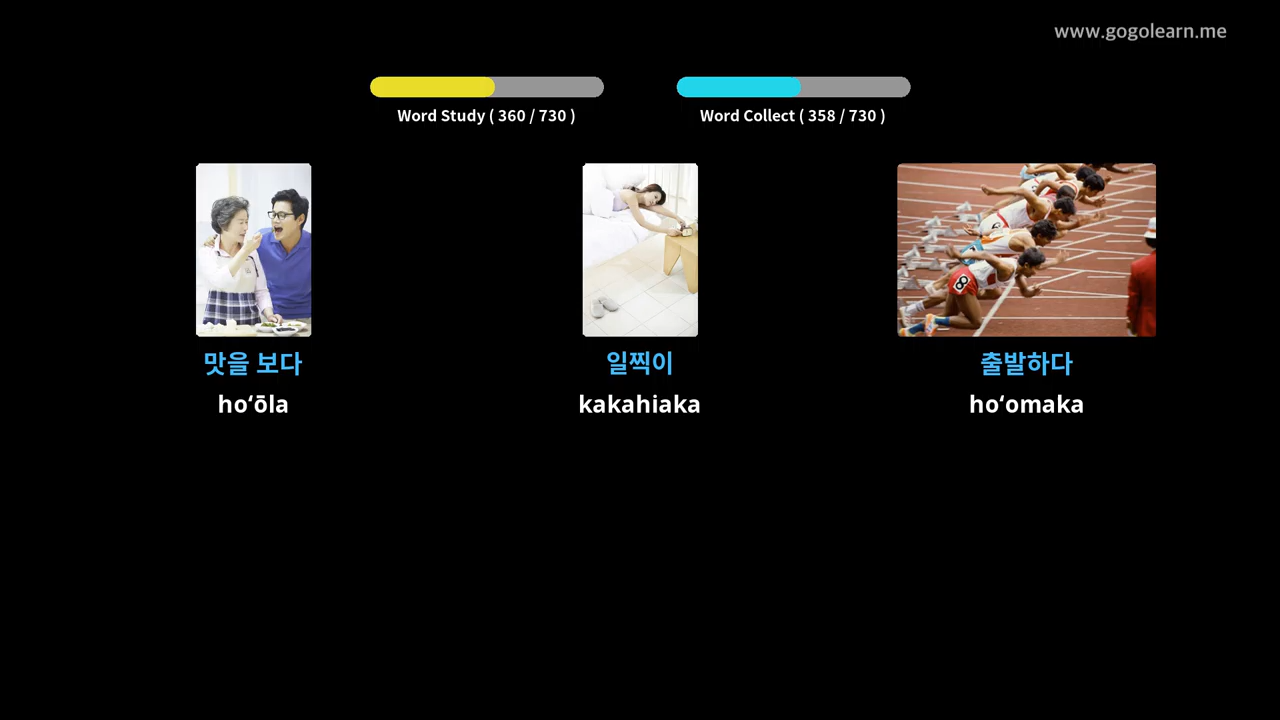 www.gogolearn.me
Word Study ( 360 / 730 )
Word Collect ( 358 / 730 )
맛을 보다
일찍이
출발하다
hoʻōla
kakahiaka
hoʻomaka